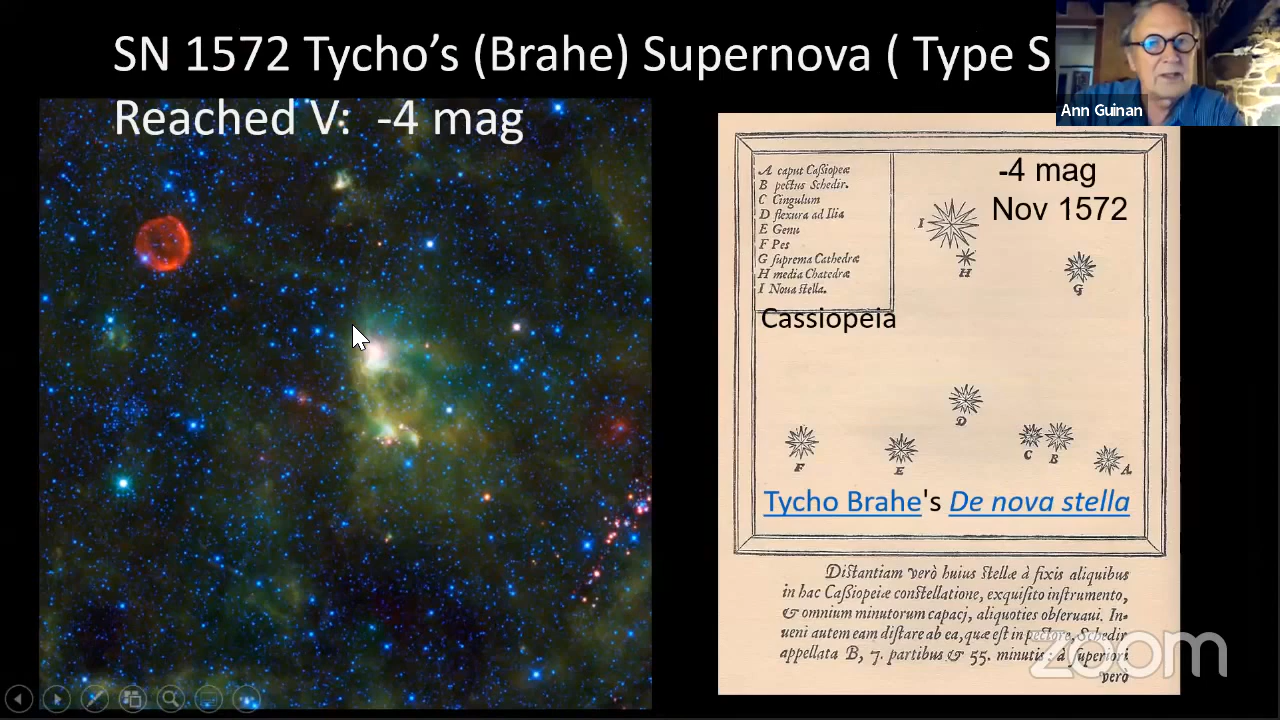 SN 1572 Tycho’s (Brahe) Supernova ( Type S
Reached V: -4 mag
Ann Guinan
A caput Caſsiopeæ
B pectus Schedir.
C Cingulum
D flexura ad Ilia
E Genu
F Pes
G ſuprema Cathedræ
H media Chatedræ
I Noua ſtella.
-4 mag
Nov 1572
I
H
G
Cassiopeia
D
F
E
C
B
A
Tycho Brahe's De nova stella
Diſtantiam verò huius ſtellæ à fixis aliquibus
in hac Caſsiopeiæ conſtellatione, exquiſito inſtrumento,
& omnium minutorum capacj, aliquoties obſeruaui. In-
ueni autem eam diſtare ab ea, quæ eſt in pectore, Schedir
appellata B, 7. partibus & 55. minutis: à ſuperiori
verò
zoom